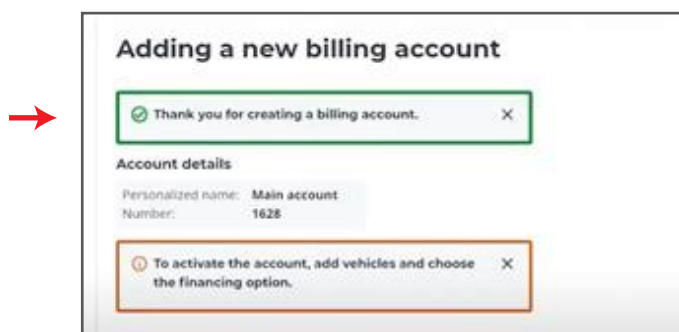 Adding a new billing account
Thank you for creating a billing account.
Account details
Personalized name: Main account
Number: 1628
To activate the account, add vehicles and choose
the financing option.